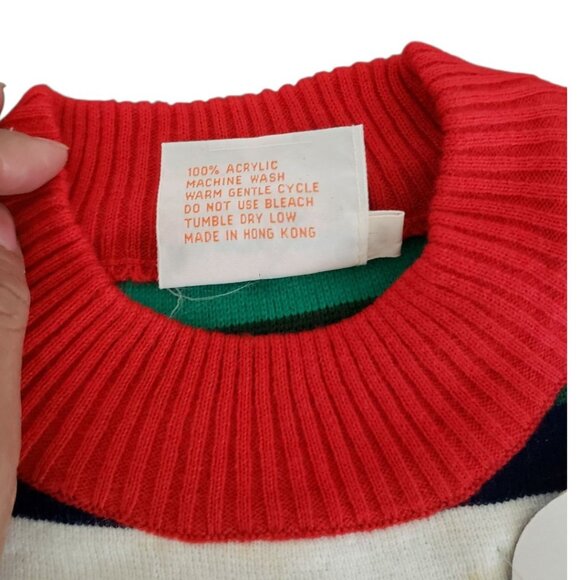 100% ACRYLIC
MACHINE WASH
WARM GENTLE CYCLE
DO NOT USE BLEACH
TUMBLE DRY LOW
MADE IN HONG KONG